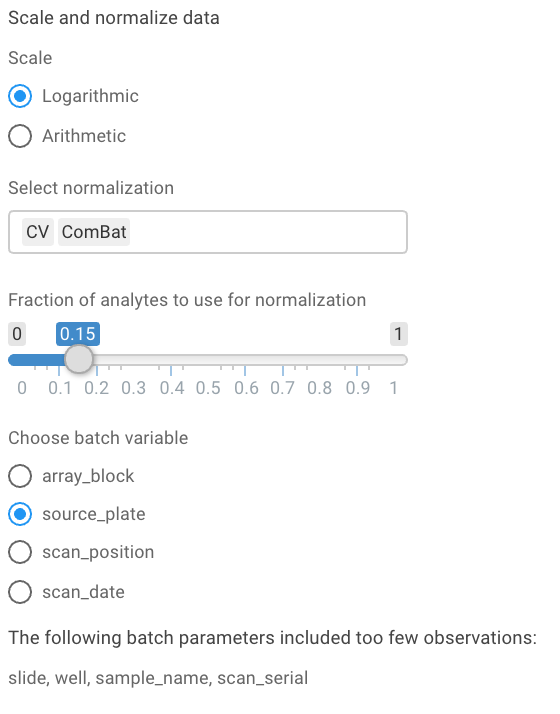 Scale and normalize data
Scale
Logarithmic
Arithmetic
Select normalization
CV ComBat
Fraction of analytes to use for normalization
0 0.15 1
0 0.1 0.2 0.3 0.4 0.5 0.6 0.7 0.8 0.9 1
Choose batch variable
array_block
source_plate
scan_position
scan_date
The following batch parameters included too few observations:
slide, well, sample_name, scan_serial